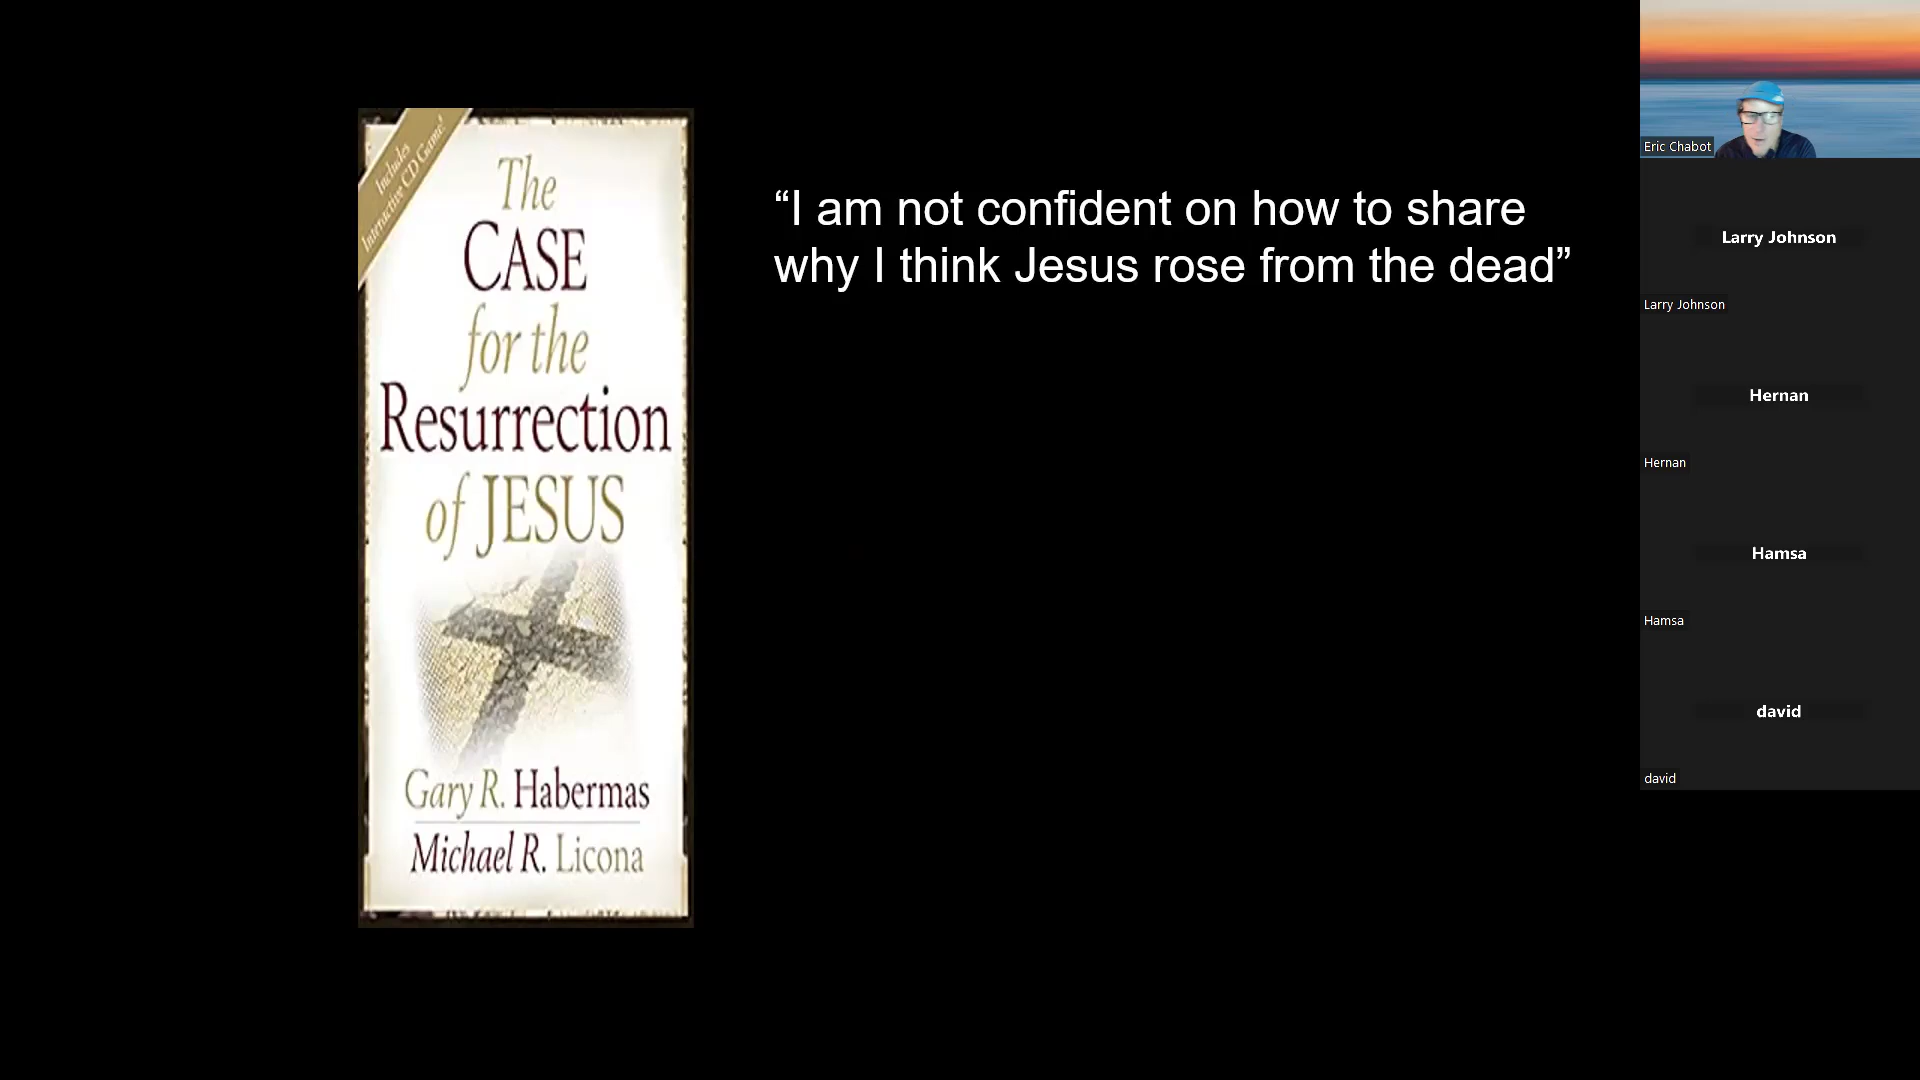 Includes
Interactive CD Game!
The
CASE
for the
Resurrection
of JESUS
Gary R. Habermas
Michael R. Licona
“I am not confident on how to share
why I think Jesus rose from the dead”
Eric Chabot
Larry Johnson
Larry Johnson
Hernan
Hernan
Hamsa
Hamsa
david
david